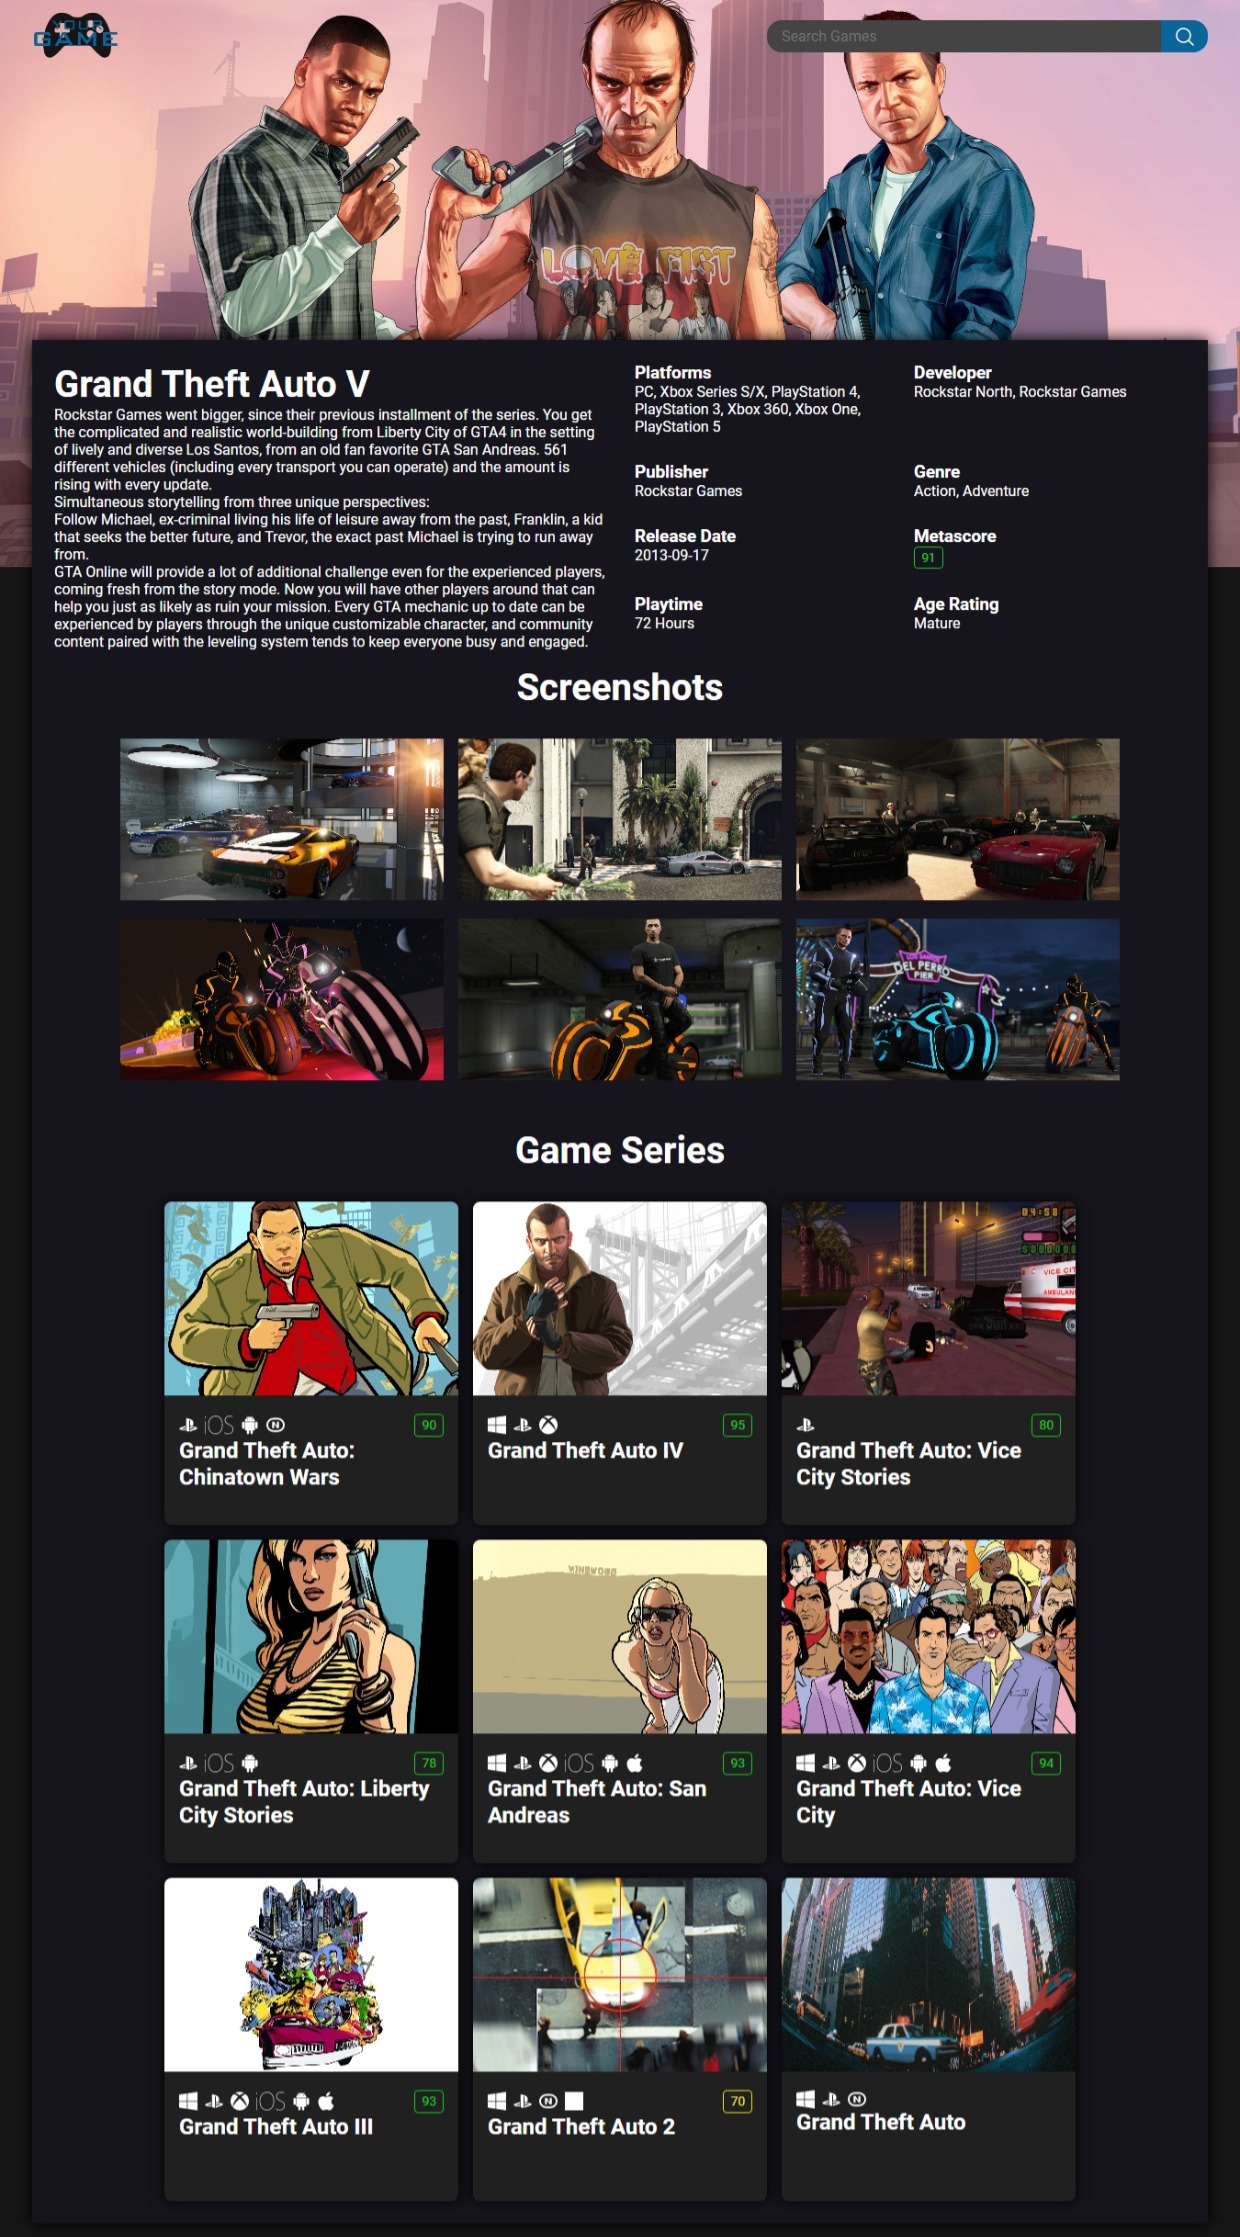 YOUR
GAME
Search Games
LOVE FIST
Grand Theft Auto V
Rockstar Games went bigger, since their previous installment of the series. You get
the complicated and realistic world-building from Liberty City of GTA4 in the setting
of lively and diverse Los Santos, from an old fan favorite GTA San Andreas. 561
different vehicles (including every transport you can operate) and the amount is
rising with every update.
Simultaneous storytelling from three unique perspectives:
Follow Michael, ex-criminal living his life of leisure away from the past, Franklin, a kid
that seeks the better future, and Trevor, the exact past Michael is trying to run away
from.
GTA Online will provide a lot of additional challenge even for the experienced players,
coming fresh from the story mode. Now you will have other players around that can
help you just as likely as ruin your mission. Every GTA mechanic up to date can be
experienced by players through the unique customizable character, and community
content paired with the leveling system tends to keep everyone busy and engaged.
Platforms
PC, Xbox Series S/X, PlayStation 4,
PlayStation 3, Xbox 360, Xbox One,
PlayStation 5
Developer
Rockstar North, Rockstar Games
Publisher
Rockstar Games
Genre
Action, Adventure
Release Date
2013-09-17
Metascore
91
Playtime
72 Hours
Age Rating
Mature
Screenshots
LOS SANTOS
DEL PERRO
PIER
Game Series
04:58
VICE CIT
AMBULAN
iOS
90
Grand Theft Auto:
Chinatown Wars
95
Grand Theft Auto IV
80
Grand Theft Auto: Vice
City Stories
VINEWOOD
iOS
78
Grand Theft Auto: Liberty
City Stories
iOS
93
Grand Theft Auto: San
Andreas
iOS
94
Grand Theft Auto: Vice
City
iOS
93
Grand Theft Auto III
70
Grand Theft Auto 2
Grand Theft Auto